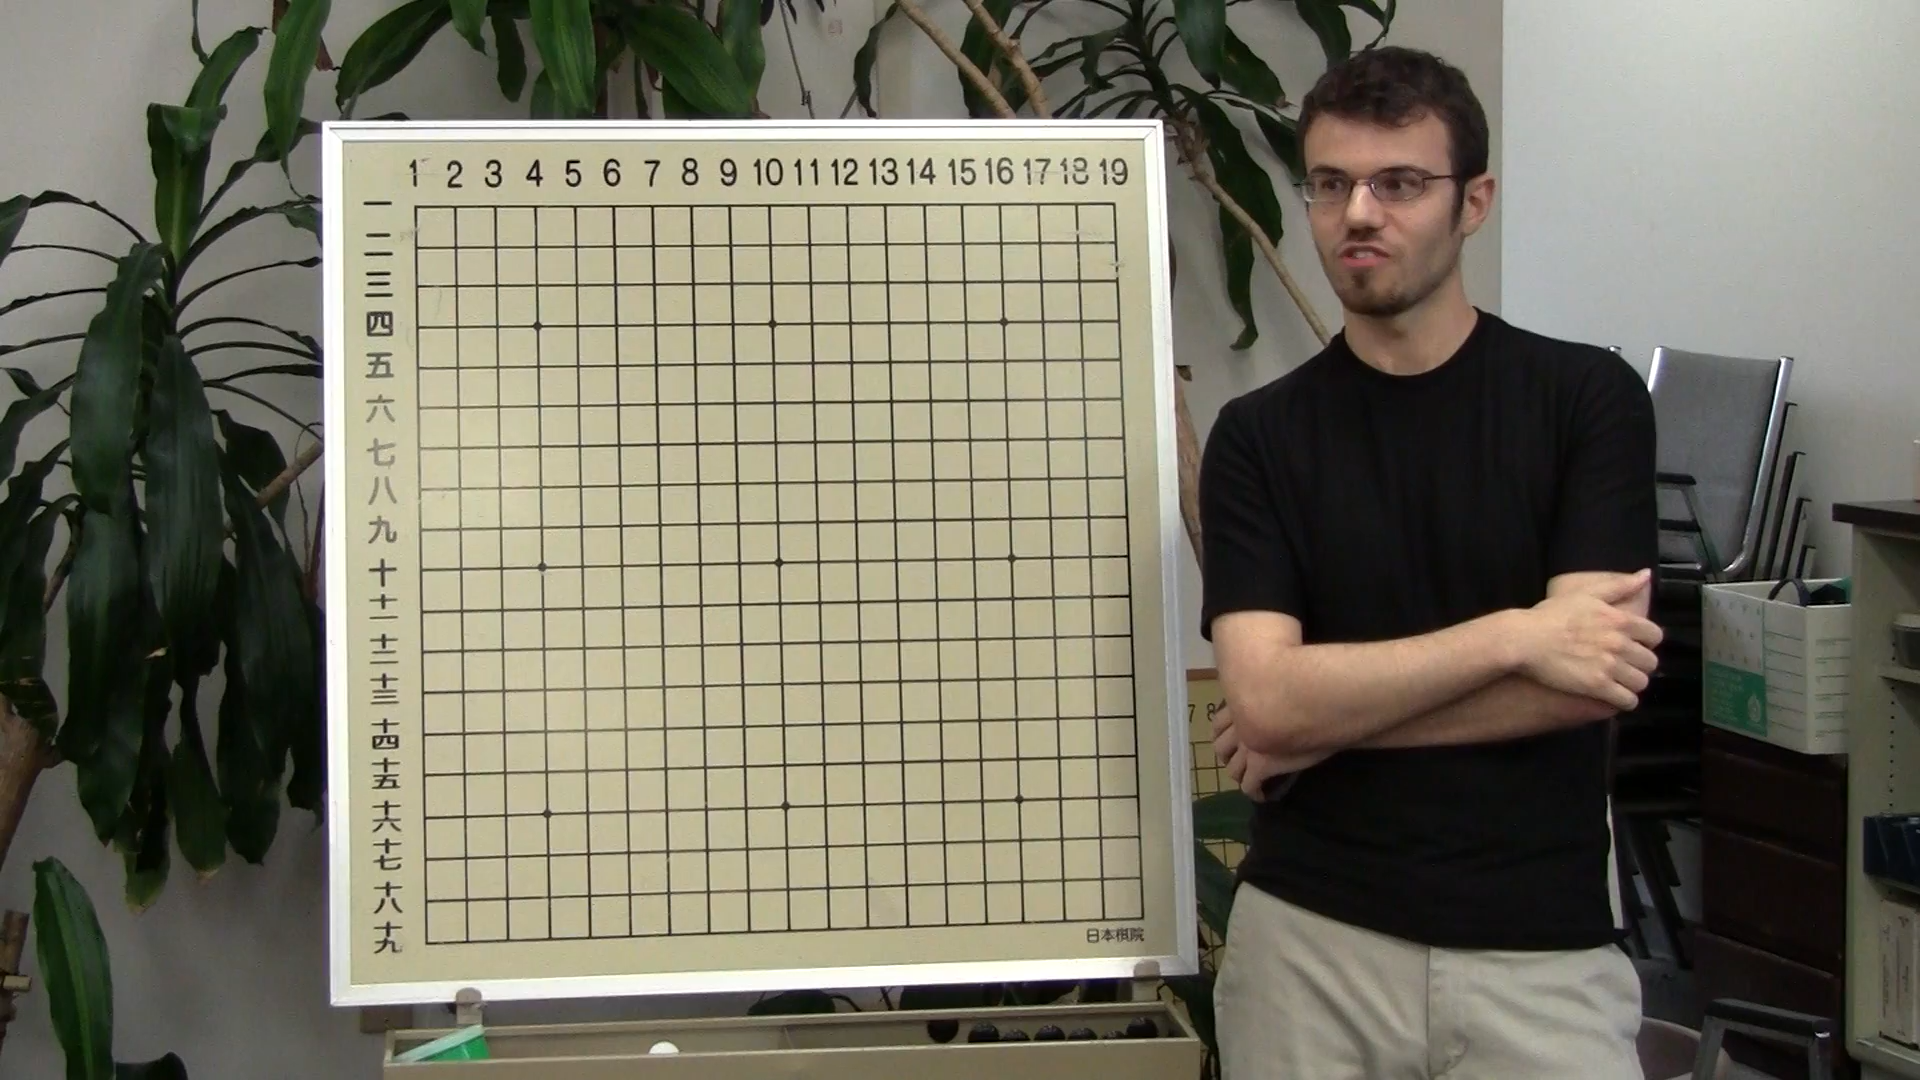 1 2 3 4 5 6 7 8 9 10 11 12 13 14 15 16 17 18 19
一
二
三
四
五
六
七
八
九
十
十一
十二
十三
十四
十五
十六
十七
十八
十九
日本棋院
7 8